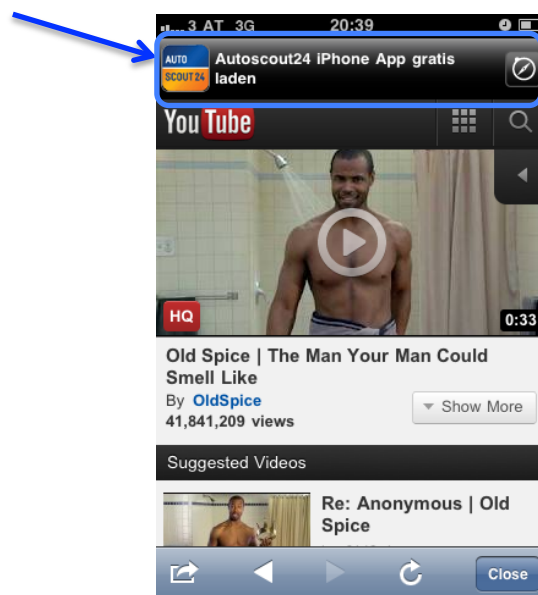 3 AT 3G 20:39
AUTO
SCOUT24
Autoscout24 iPhone App gratis
laden
YouTube
HQ
0:33
Old Spice | The Man Your Man Could
Smell Like
By OldSpice
41,841,209 views
Show More
Suggested Videos
Re: Anonymous | Old
Spice
Close